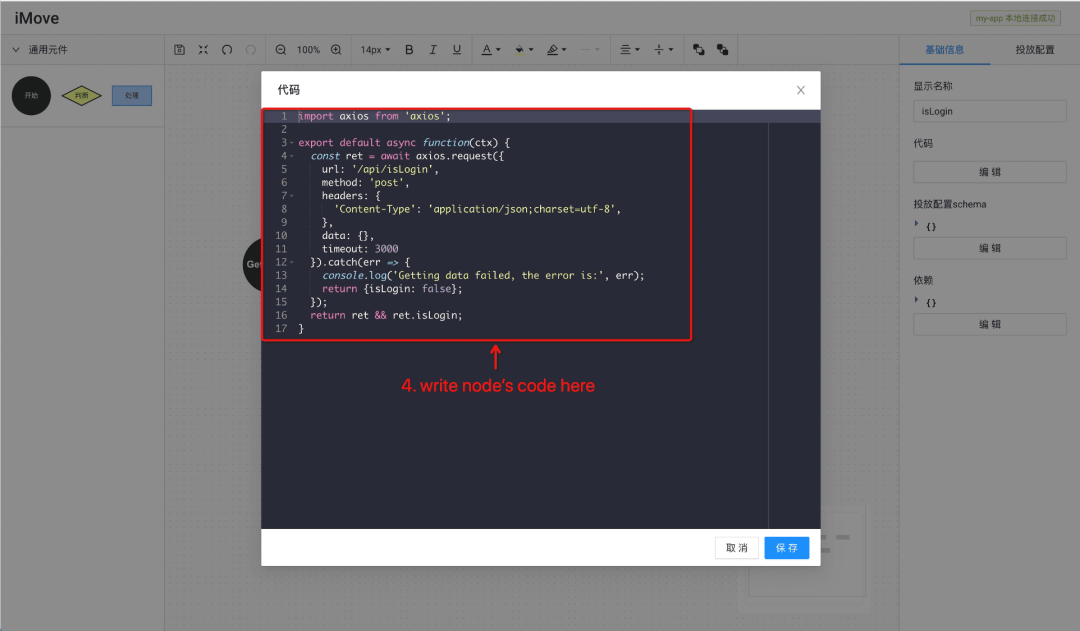 iMove
my-app 本地连接成功
通用元件
100%
14px
B
I
U
A
基础信息
投放配置
开始
判断
处理
显示名称
isLogin
代码
编 辑
投放配置schema
{}
编 辑
依赖
{}
编 辑
Get
代码
1 import axios from 'axios';
2
3 export default async function(ctx) {
4 const ret = await axios.request({
5 url: '/api/isLogin',
6 method: 'post',
7 headers: {
8 'Content-Type': 'application/json;charset=utf-8',
9 },
10 data: {},
11 timeout: 3000
12 }).catch(err => {
13 console.log('Getting data failed, the error is:', err);
14 return {isLogin: false};
15 });
16 return ret && ret.isLogin;
17 }
4. write node's code here
取 消
保 存